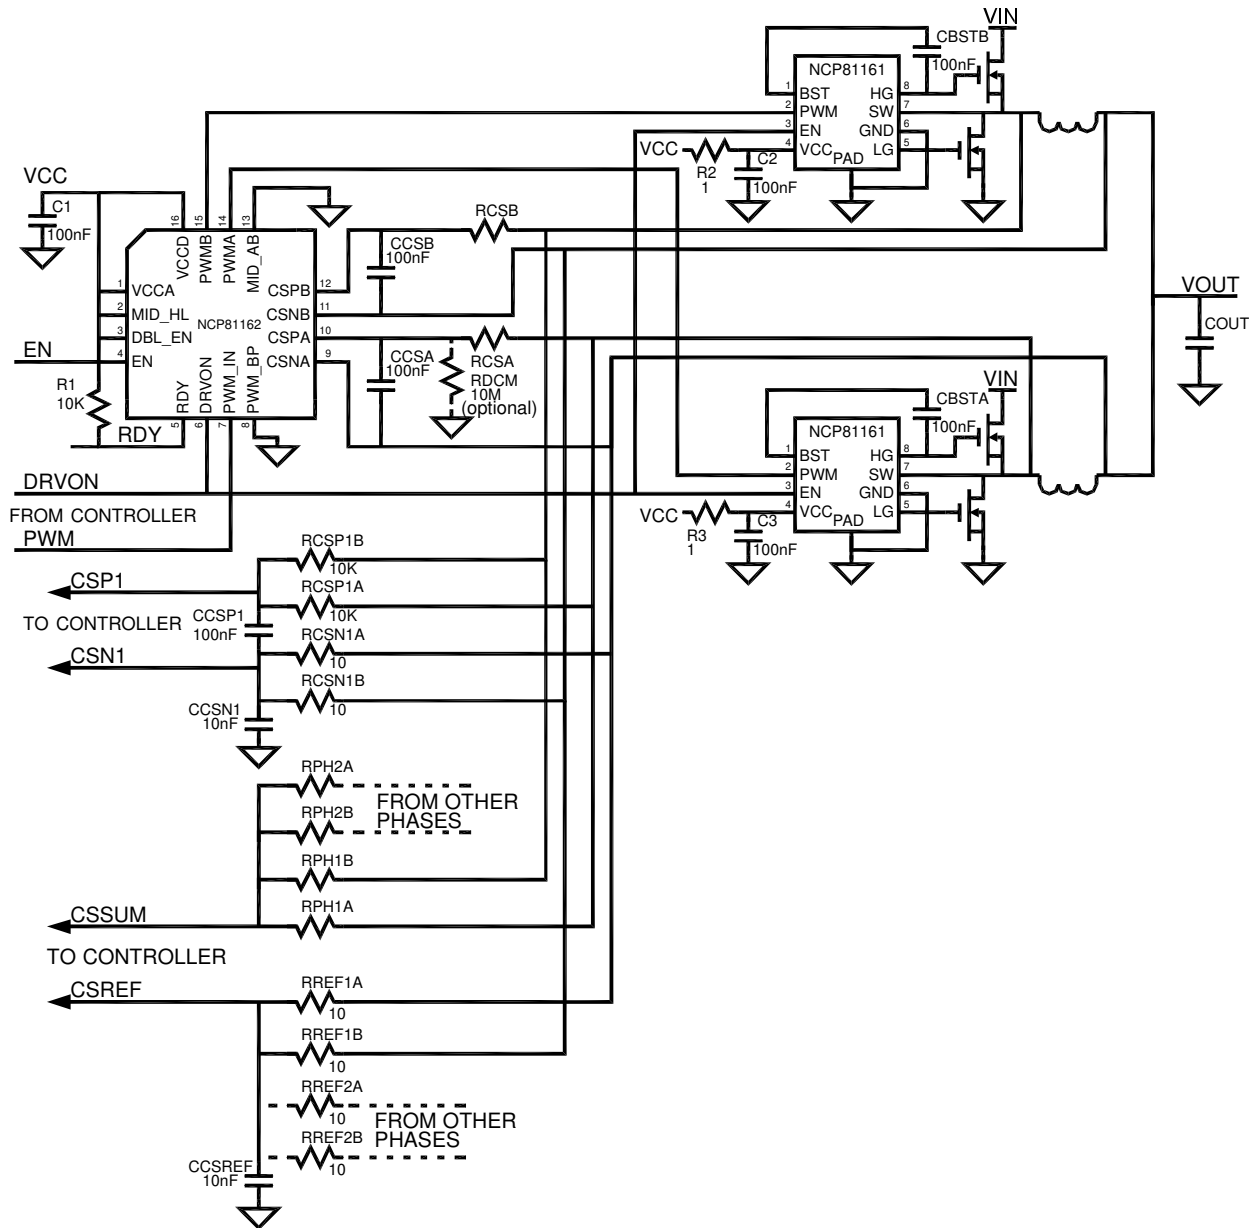 VIN
CBSTB
100nF
NCP81161
1 BST HG 8
2 PWM SW 7
3 EN GND 6
4 VCC PAD LG 5
VCC
R2
1
C2
100nF
VCC
C1
100nF
16 15 14 13
VCCD PWMB PWMA MID_AB
RCSB
CCSB
100nF
1 VCCA CSPB 12
2 MID_HL CSNB 11
NCP81162
3 DBL_EN CSPA 10
4 EN CSNA 9
RDY DRVON PWM_IN PWM_BP
5 6 7 8
EN
R1
10K
RDY
CCSA
100nF
RCSA
RDCM
10M
(optional)
VOUT
COUT
VIN
CBSTA
100nF
NCP81161
1 BST HG 8
2 PWM SW 7
3 EN GND 6
4 VCC PAD LG 5
VCC
R3
1
C3
100nF
DRVON
FROM CONTROLLER
PWM
RCSP1B
10K
CSP1
RCSP1A
10K
TO CONTROLLER
CCSP1
100nF
RCSN1A
10
CSN1
RCSN1B
10
CCSN1
10nF
RPH2A
FROM OTHER
PHASES
RPH2B
RPH1B
CSSUM
RPH1A
TO CONTROLLER
CSREF
RREF1A
10
RREF1B
10
RREF2A
10
FROM OTHER
PHASES
RREF2B
10
CCSREF
10nF